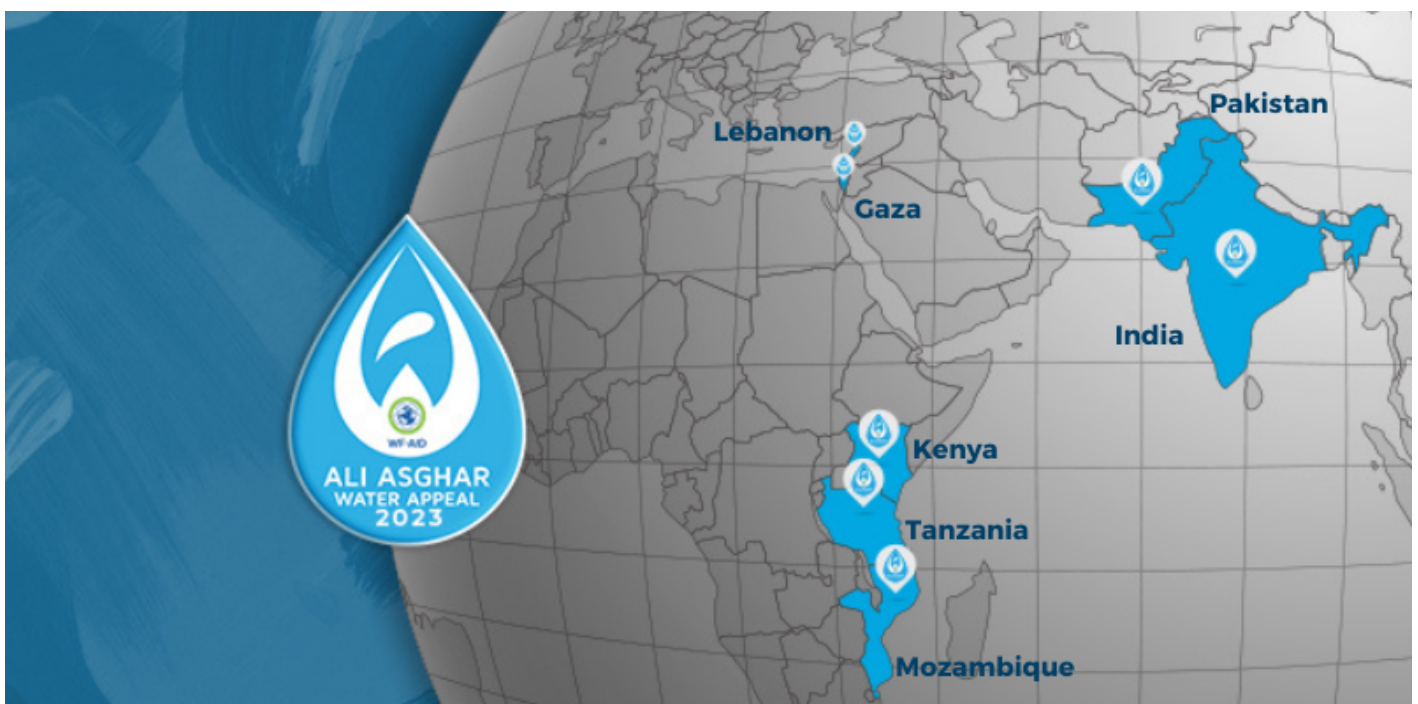 Pakistan
Lebanon
Gaza
India
WF-AID
ALI ASGHAR
WATER APPEAL
2023
Kenya
Tanzania
Mozambique